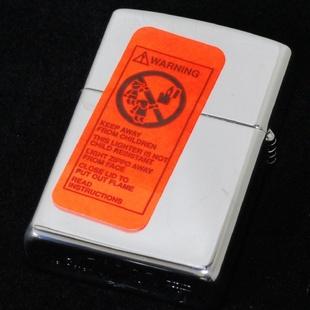 WARNING
KEEP AWAY
FROM CHILDREN
THIS LIGHTER IS NOT
CHILD RESISTANT
LIGHT ZIPPO AWAY
FROM FACE
CLOSE LID TO
PUT OUT FLAME
READ
INSTRUCTIONS